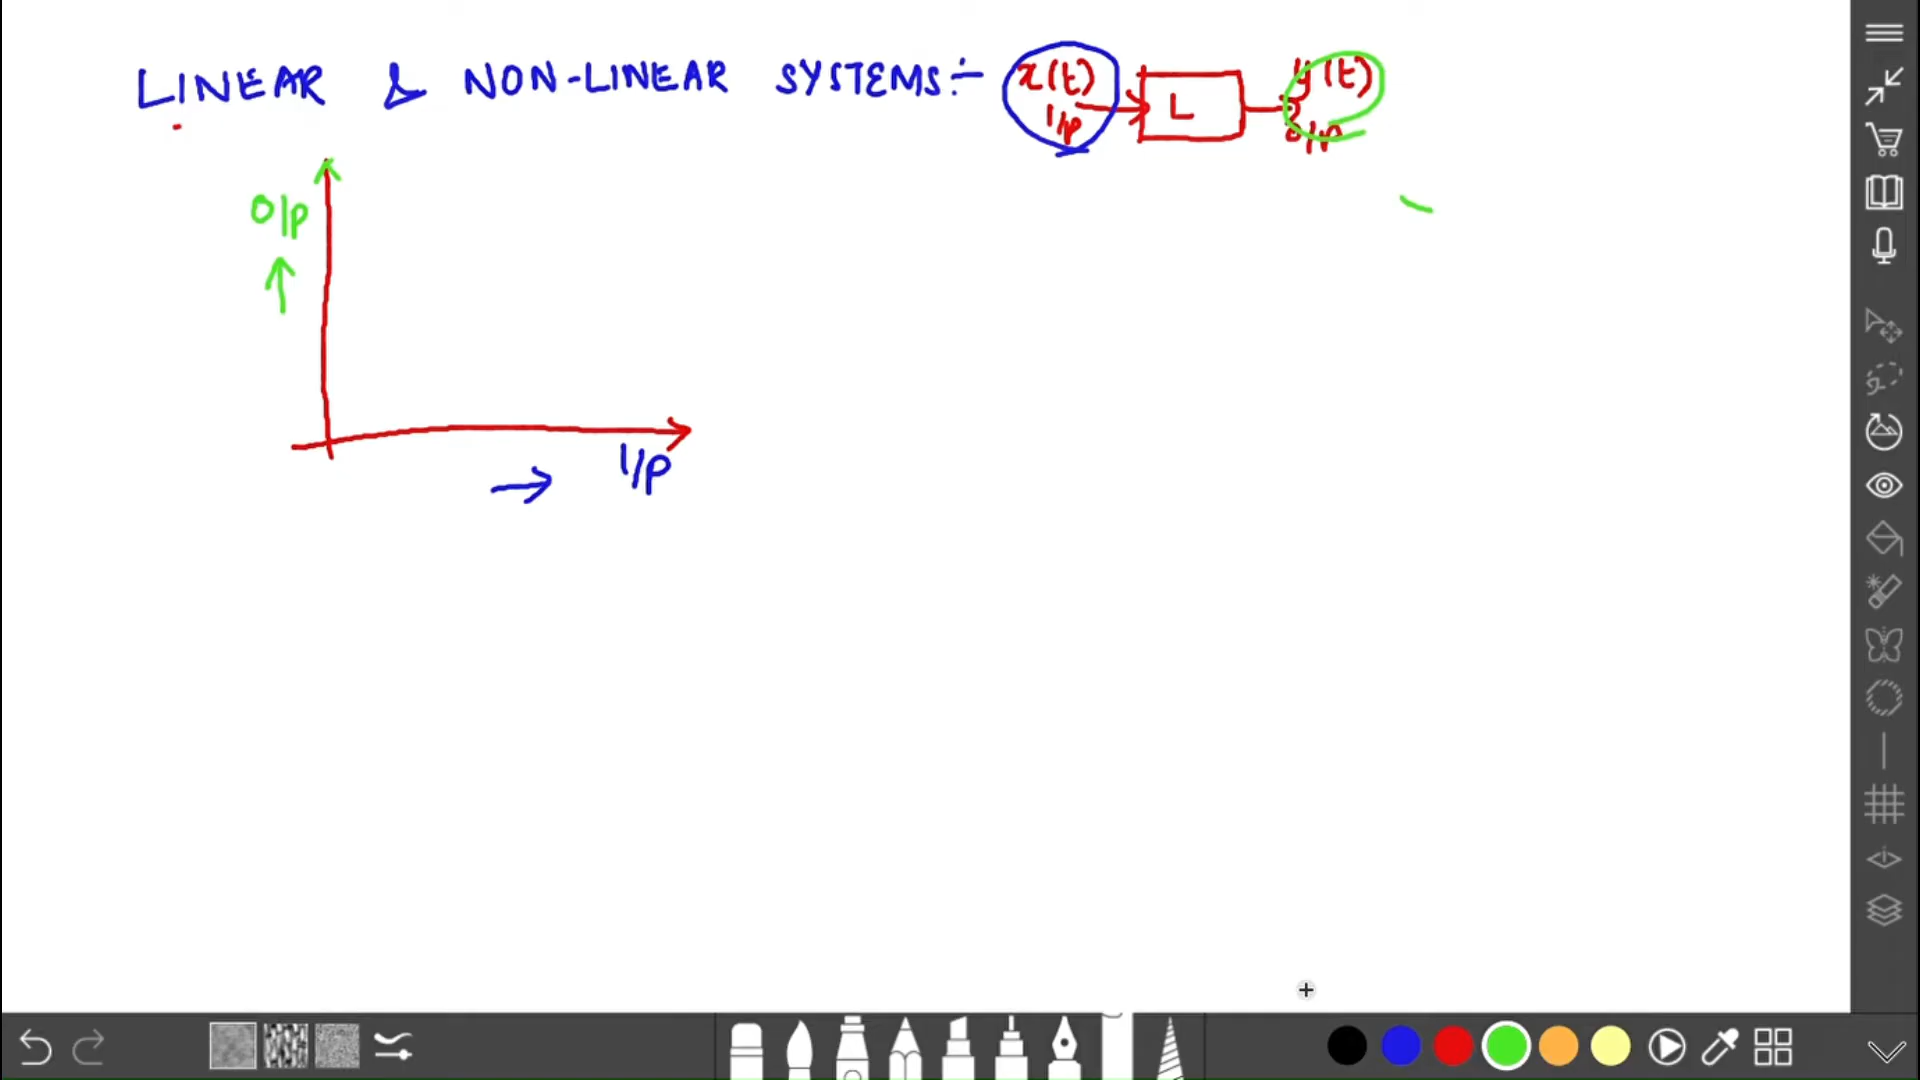 LINEAR & NON-LINEAR SYSTEMS:- x(t) L y(t)
I/p O/p
O/p
I/p